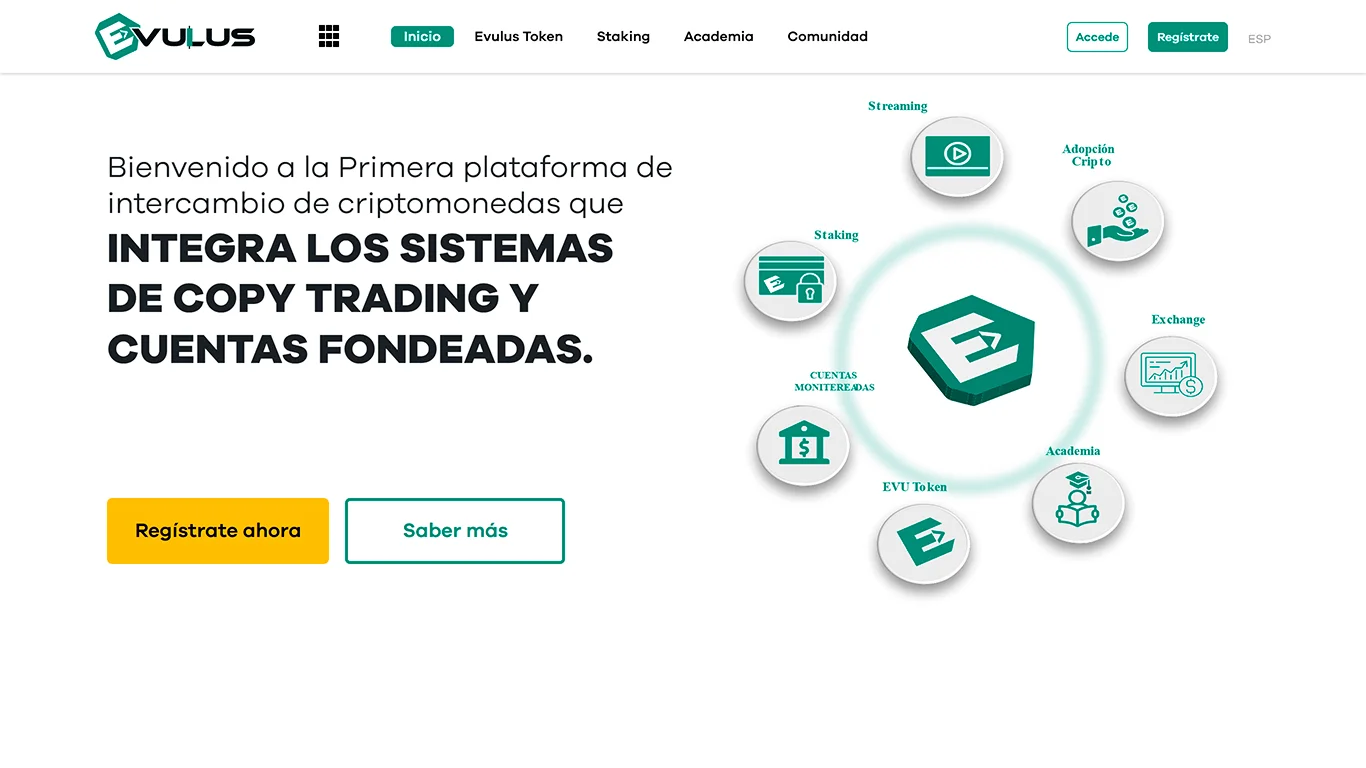 EVULUS
Inicio
Evulus Token
Staking
Academia
Comunidad
Accede
Regístrate
ESP
Bienvenido a la Primera plataforma de
intercambio de criptomonedas que
INTEGRA LOS SISTEMAS
DE COPY TRADING Y
CUENTAS FONDEADAS.
Regístrate ahora
Saber más
Streaming
Adopción
Cripto
Staking
Exchange
CUENTAS
MONITEREADAS
Academia
EVU Token